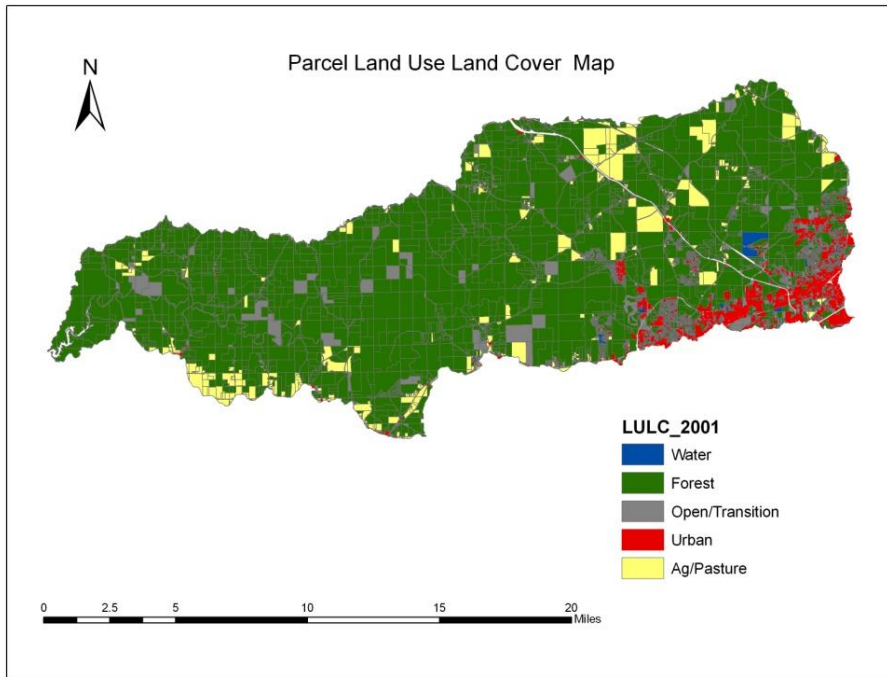 Parcel Land Use Land Cover Map
N
LULC_2001
Water
Forest
Open/Transition
Urban
Ag/Pasture
0 2.5 5 10 15 20
Miles